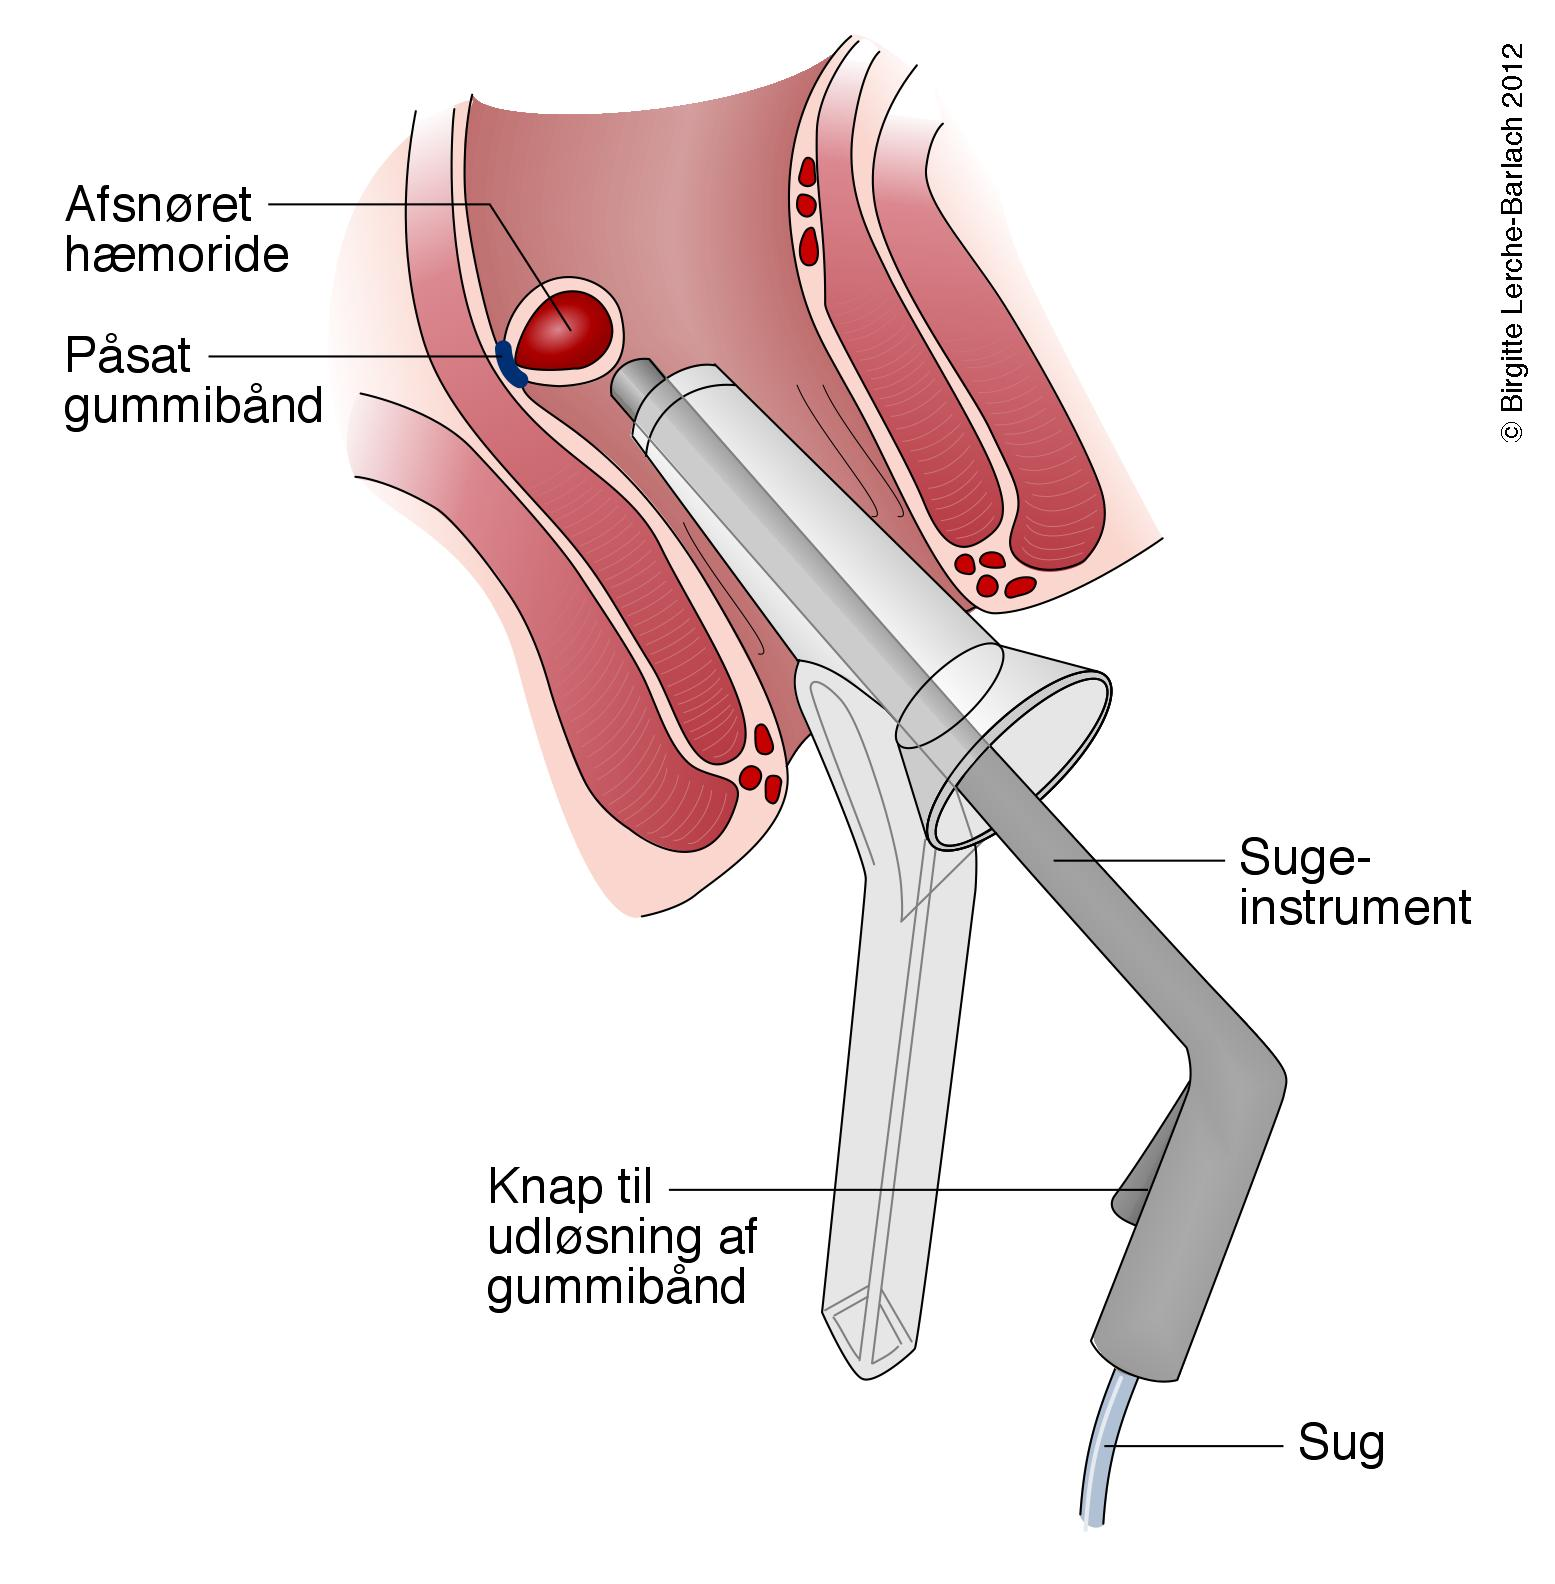 Afsnøret
hæmoride
Påsat
gummibånd
Suge-
instrument
Knap til
udløsning af
gummibånd
Sug
© Birgitte Lerche-Barlach 2012